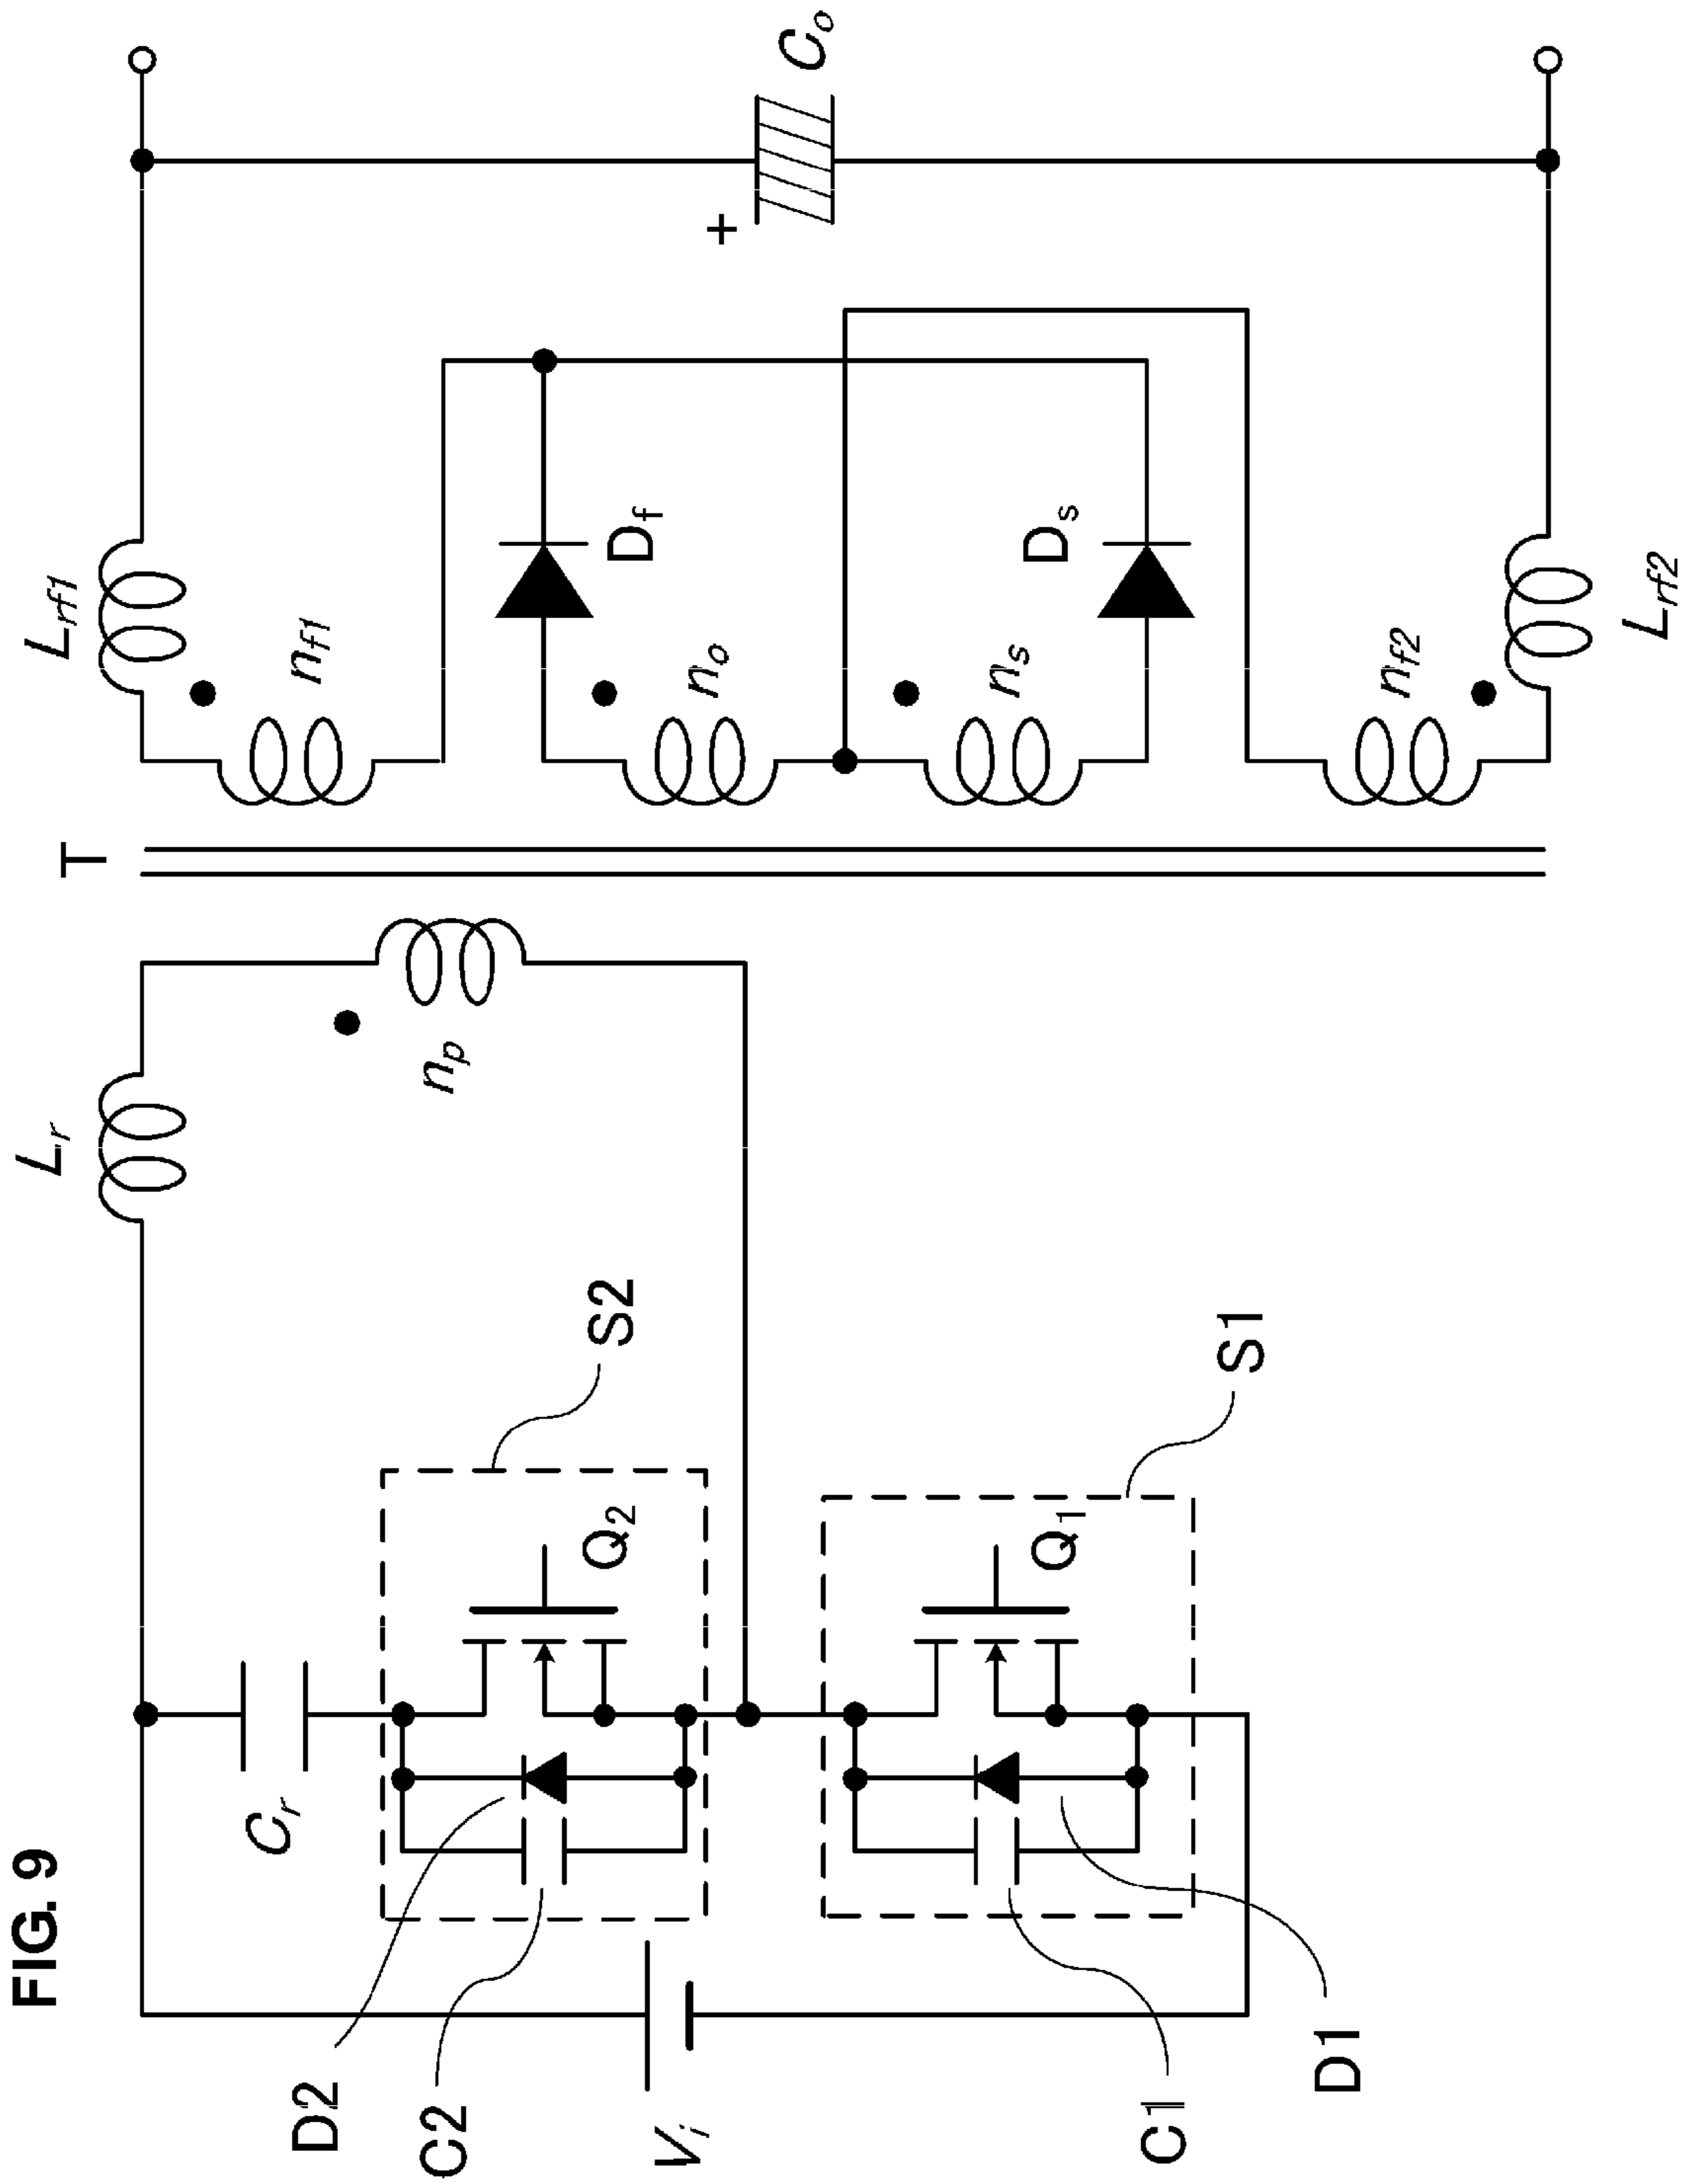 FIG. 9
T
Lr
Lrf1
nf1
np
Cr
D2
C2
Q2
S2
Df
no
Vi
+
Co
ns
Ds
Q1
S1
C1
D1
nf2
Lrf2